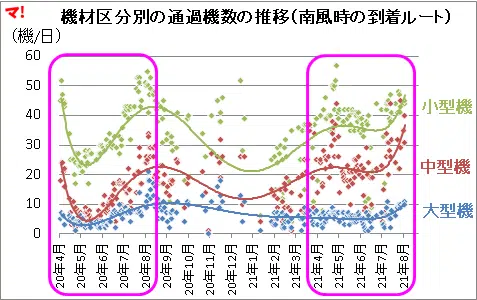 マ!
機材区分別の通過機数の推移(南風時の到着ルート)
(機/日)
60
50
40
30
20
10
0
小型機
中型機
大型機
20年4月
20年5月
20年6月
20年7月
20年8月
20年9月
20年10月
20年11月
20年12月
21年1月
21年2月
21年3月
21年4月
21年5月
21年6月
21年7月
21年8月